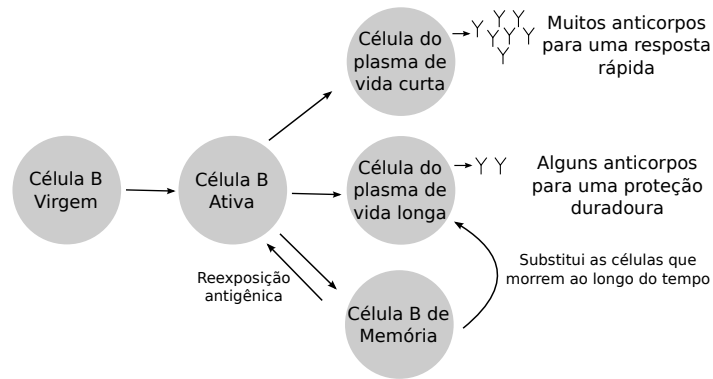 Célula B
Virgem
Célula B
Ativa
Célula do
plasma de
vida curta
Muitos anticorpos
para uma resposta
rápida
Célula do
plasma de
vida longa
Alguns anticorpos
para uma proteção
duradoura
Reexposição
antigênica
Célula B de
Memória
Substitui as células que
morrem ao longo do tempo